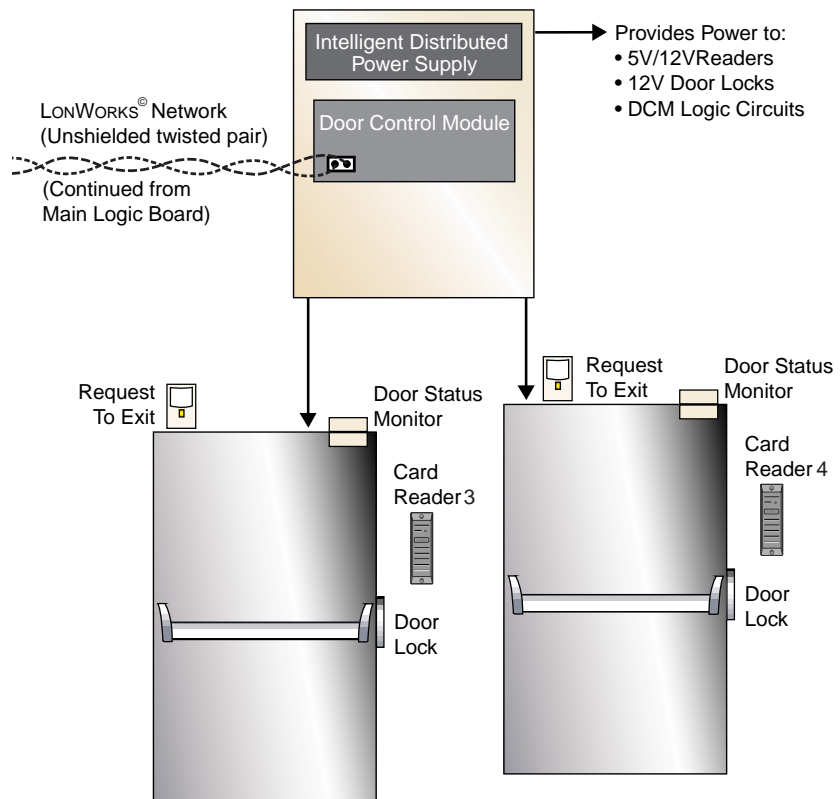 Intelligent Distributed
Power Supply
Provides Power to:
• 5V/12VReaders
• 12V Door Locks
• DCM Logic Circuits
LONWORKS© Network
(Unshielded twisted pair)
Door Control Module
(Continued from
Main Logic Board)
Request
To Exit
Door Status
Monitor
Card
Reader 3
Door
Lock
Request
To Exit
Door Status
Monitor
Card
Reader 4
Door
Lock